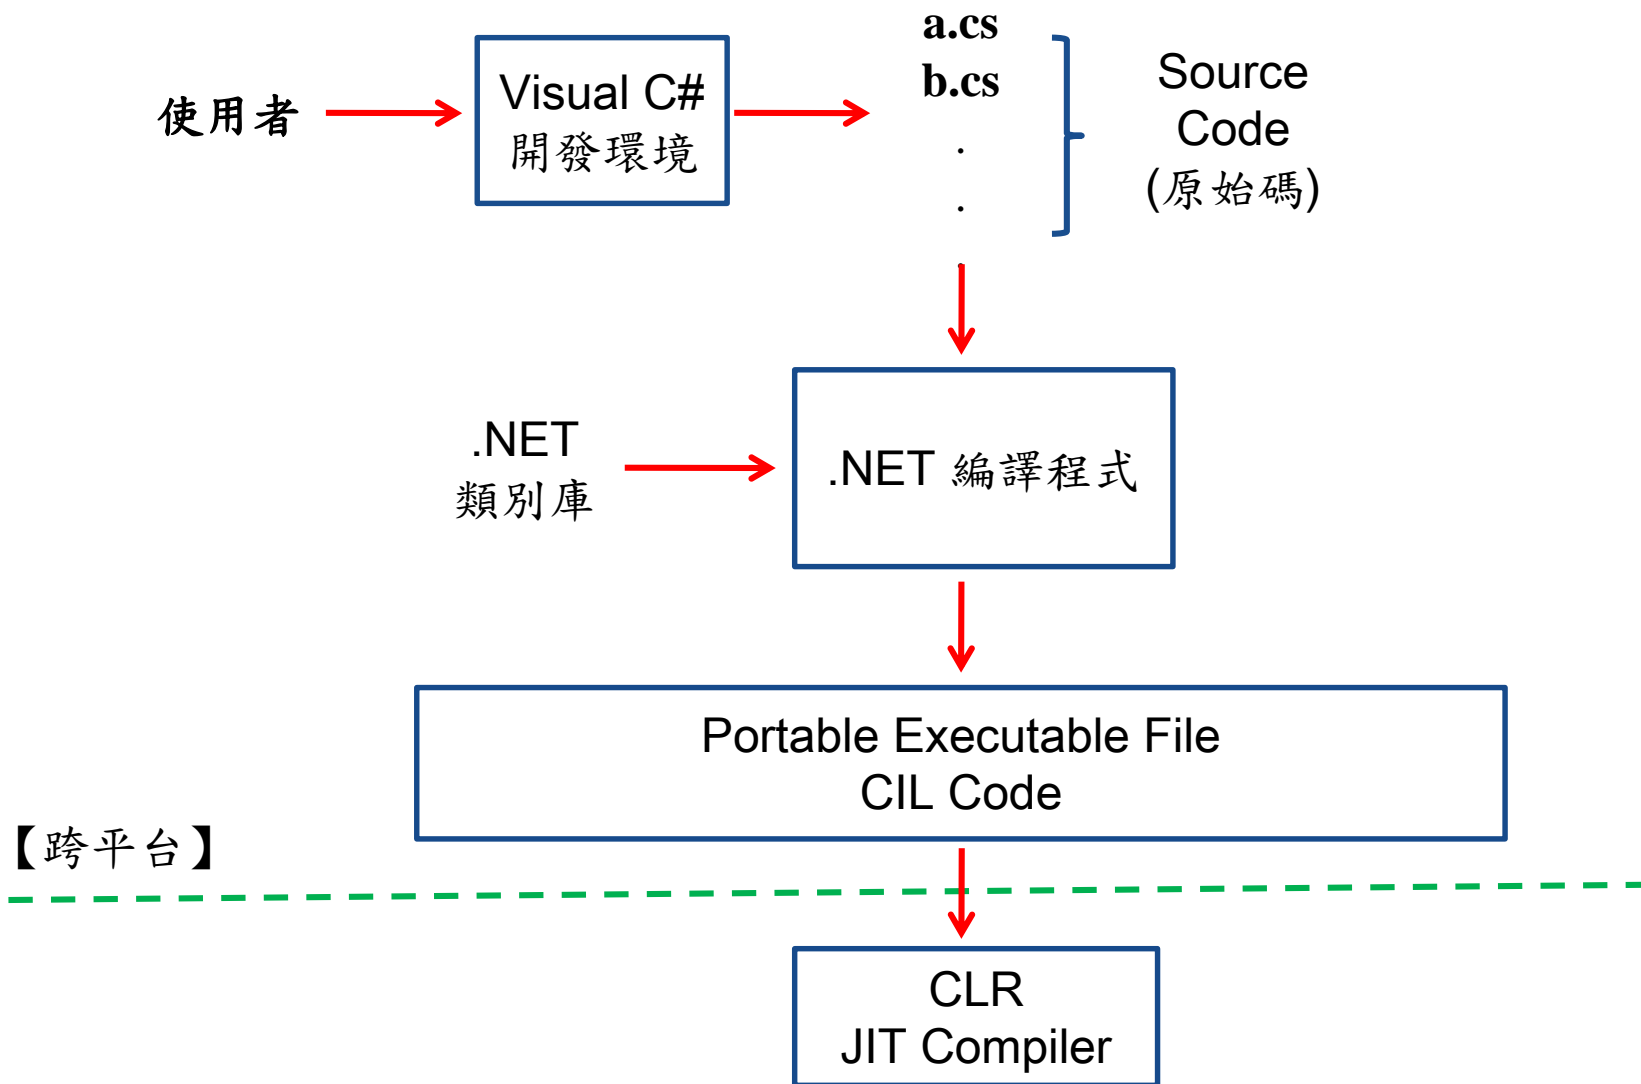 a.cs
b.cs
.
.
.
使用者
Visual C#
開發環境
Source
Code
(原始碼)
.NET
類別庫
.NET 編譯程式
Portable Executable File
CIL Code
【跨平台】
CLR
JIT Compiler